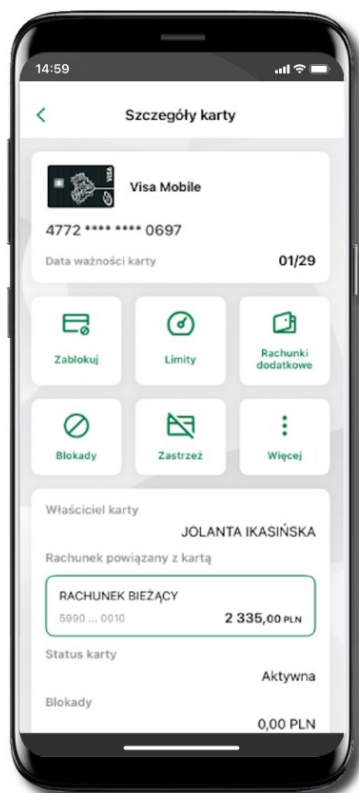 14:59
Szczegóły karty
VISA
Visa Mobile
4772 **** **** 0697
Data ważności karty 01/29
Zablokuj Limity Rachunki dodatkowe
Blokady Zastrzeż Więcej
Właściciel karty
JOLANTA IKASIŃSKA
Rachunek powiązany z kartą
RACHUNEK BIEŻĄCY
5990 ... 0010 2 335,00 PLN
Status karty
Aktywna
Blokady
0,00 PLN